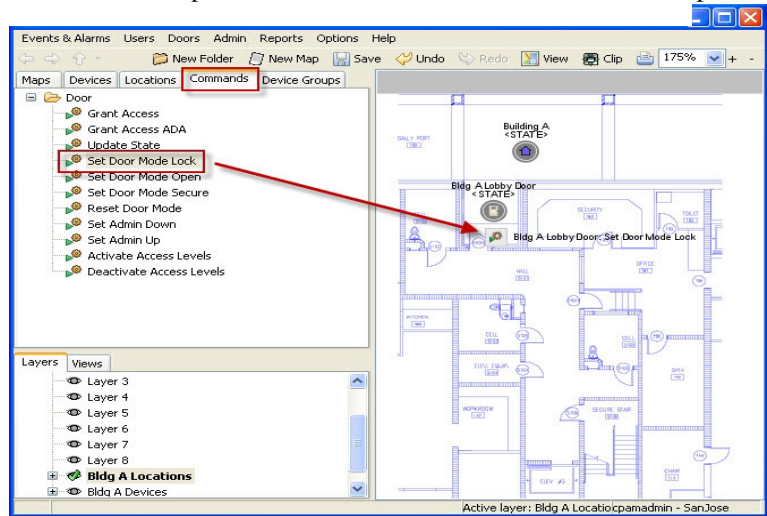 Events & Alarms Users Doors Admin Reports Options Help
New Folder New Map Save Undo Redo View Clip 175% + -
Maps Devices Locations Commands Device Groups
Door
Grant Access
Grant Access ADA
Update State
Set Door Mode Lock
Set Door Mode Open
Set Door Mode Secure
Reset Door Mode
Set Admin Down
Set Admin Up
Activate Access Levels
Deactivate Access Levels
Layers Views
Layer 3
Layer 4
Layer 5
Layer 6
Layer 7
Layer 8
Bldg A Locations
Bldg A Devices
Building A
<STATE>
SALLY PORT
Bldg A Lobby Door
<STATE>
SECURITY
TOILET
Bldg A Lobby Door: Set Door Mode Lock
HALL
OFFICE
KITCHEN
CELL
CELL
ELEV. EQUIP.
DATA
WORKROOM
SECURE STAIR
ELEV #3
CHAIR
Active layer: Bldg A Locatio cpamadmin - SanJose